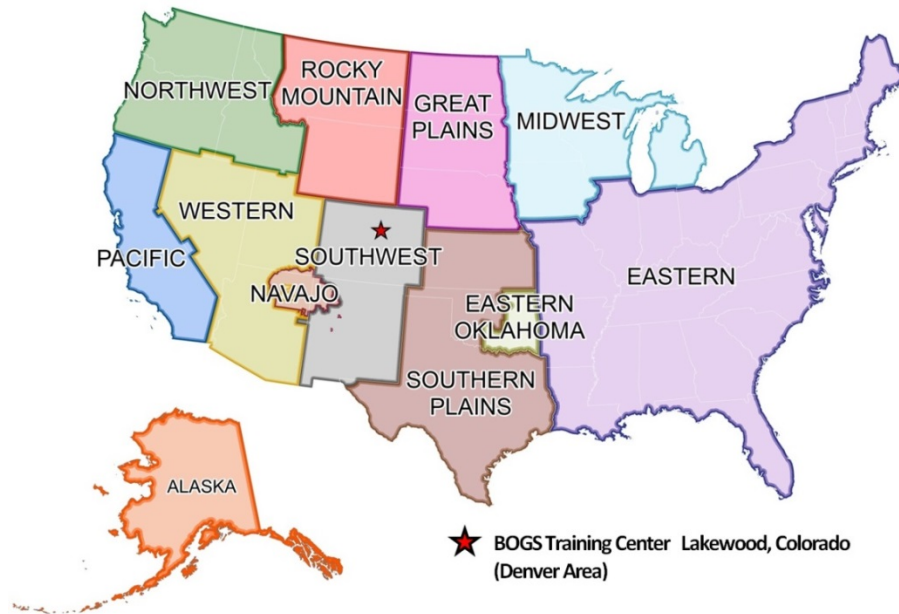 NORTHWEST
ROCKY
MOUNTAIN
GREAT
PLAINS
MIDWEST
WESTERN
PACIFIC
SOUTHWEST
NAVAJO
EASTERN
EASTERN
OKLAHOMA
SOUTHERN
PLAINS
ALASKA
BOGS Training Center Lakewood, Colorado
(Denver Area)